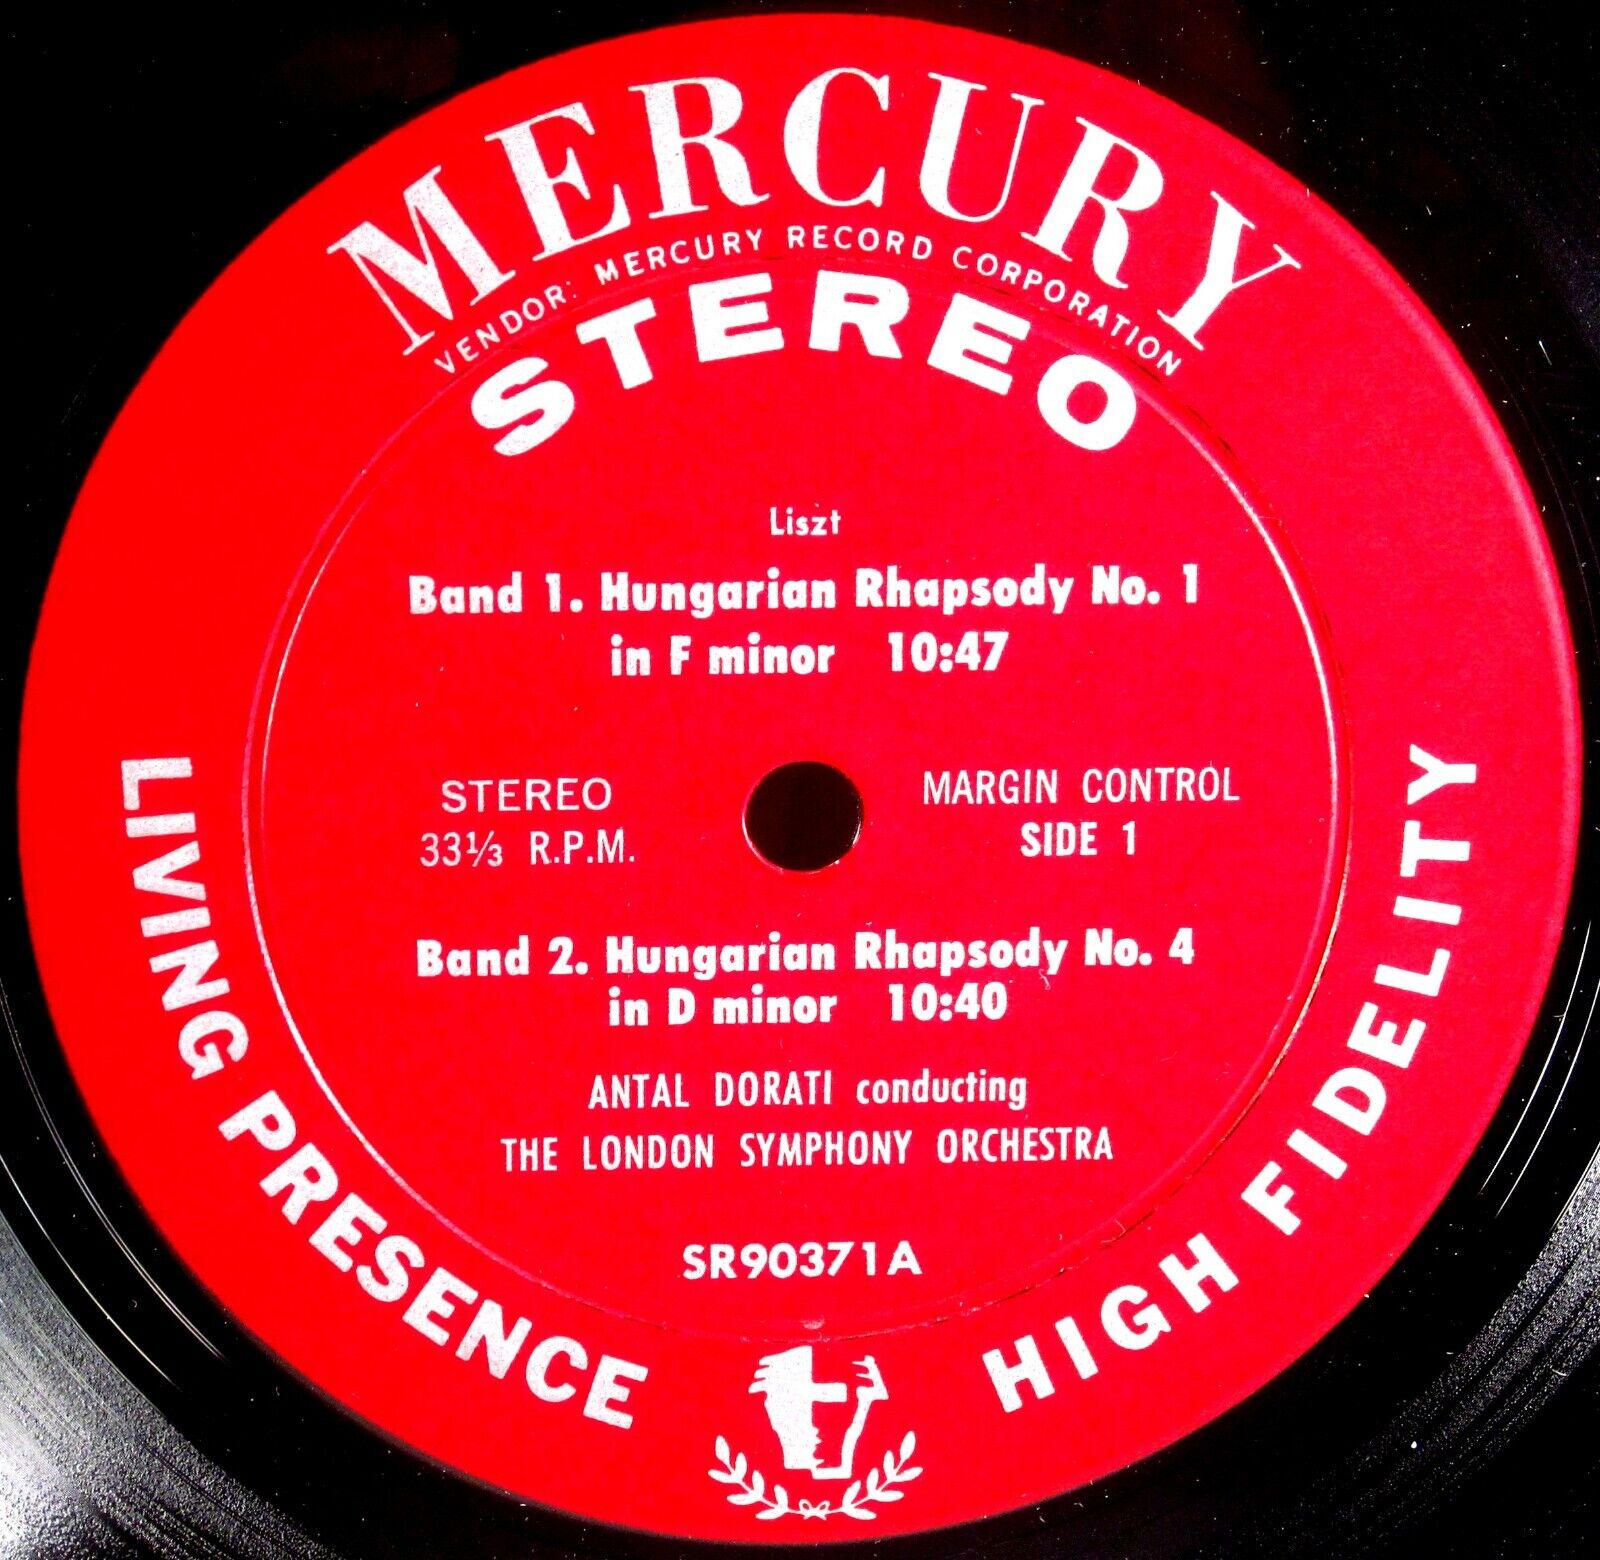 MERCURY
VENDOR: MERCURY RECORD CORPORATION
STEREO
Liszt
Band 1. Hungarian Rhapsody No. 1
in F minor 10:47
STEREO
33⅓ R.P.M.
MARGIN CONTROL
SIDE 1
Band 2. Hungarian Rhapsody No. 4
in D minor 10:40
ANTAL DORATI conducting
THE LONDON SYMPHONY ORCHESTRA
SR90371A
LIVING PRESENCE
HIGH FIDELITY